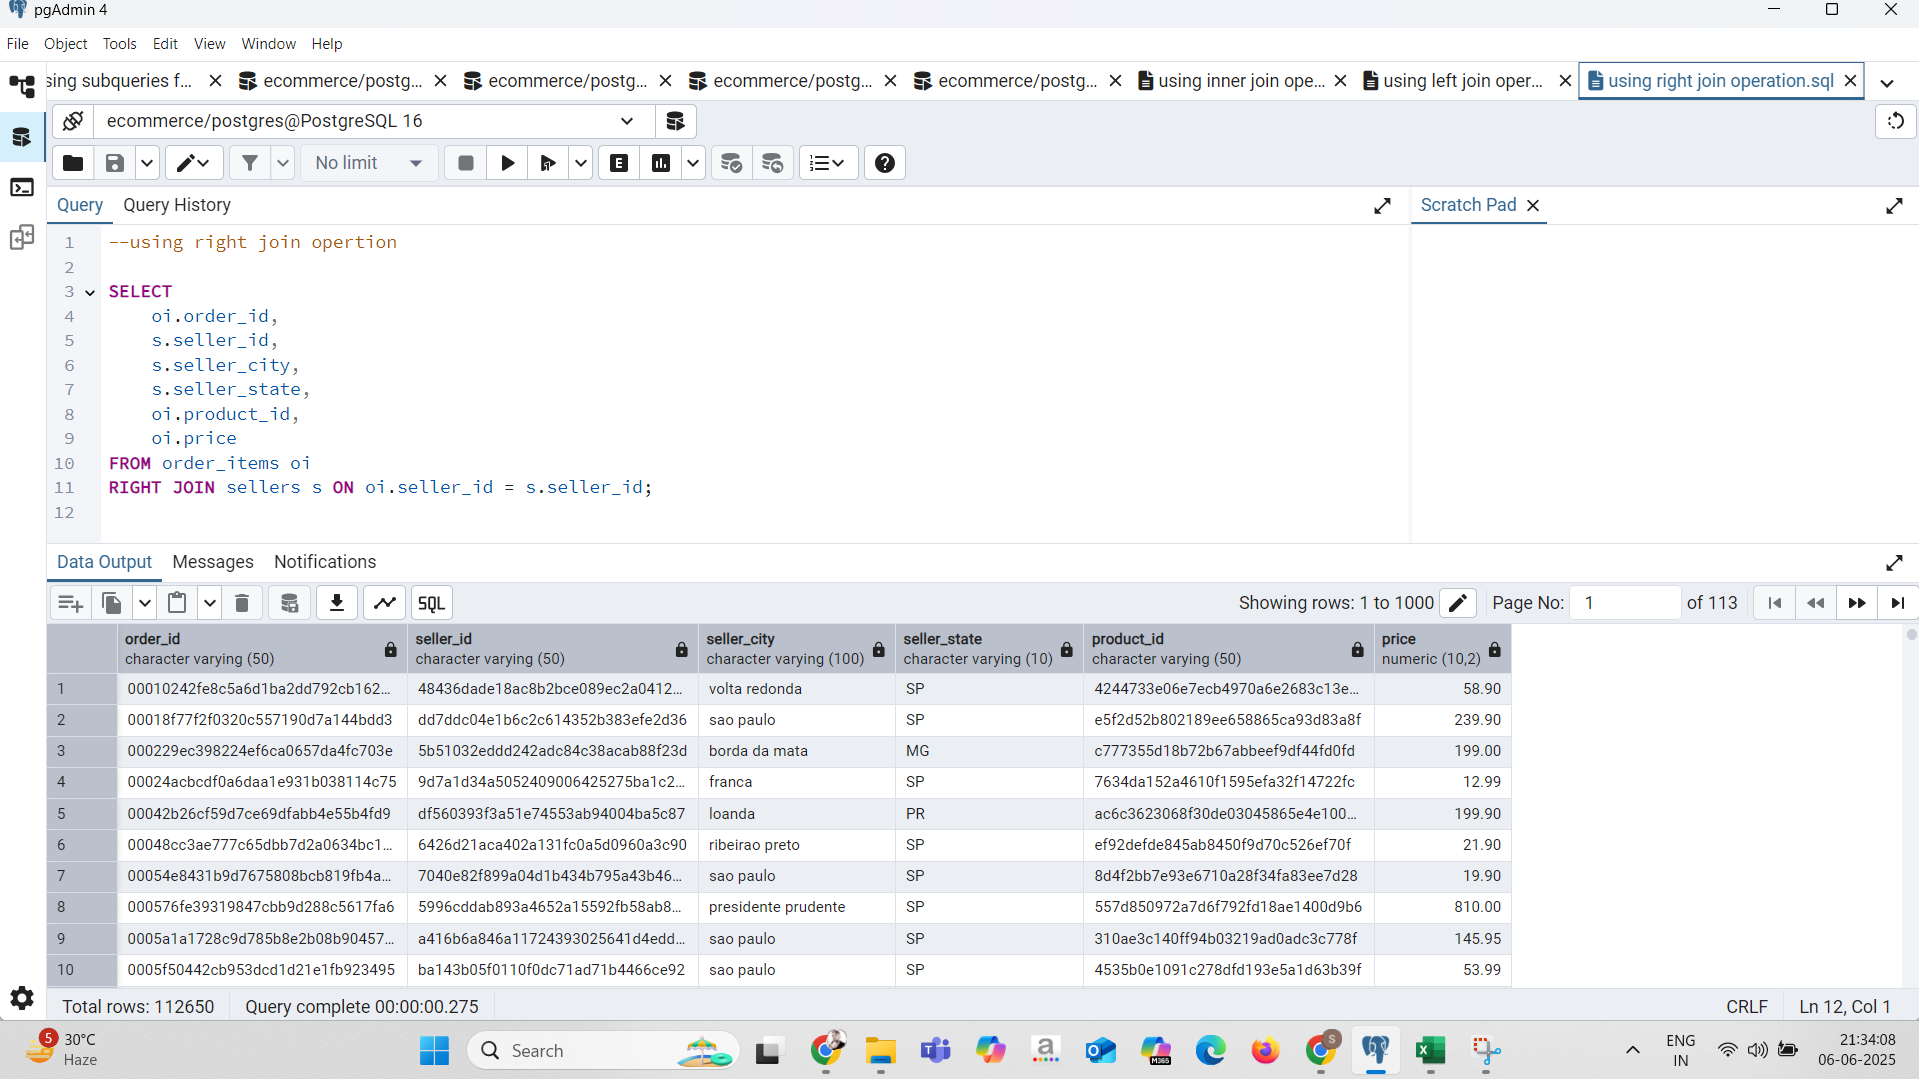 pgAdmin 4
File Object Tools Edit View Window Help
sing subqueries f... ecommerce/postg... ecommerce/postg... ecommerce/postg... ecommerce/postg... using inner join ope... using left join oper... using right join operation.sql
ecommerce/postgres@PostgreSQL 16
No limit E
Query Query History Scratch Pad
1 --using right join opertion
2
3 SELECT
4 oi.order_id,
5 s.seller_id,
6 s.seller_city,
7 s.seller_state,
8 oi.product_id,
9 oi.price
10 FROM order_items oi
11 RIGHT JOIN sellers s ON oi.seller_id = s.seller_id;
12
Data Output Messages Notifications
SQL Showing rows: 1 to 1000 Page No: 1 of 113
order_id seller_id seller_city seller_state product_id price
character varying (50) character varying (50) character varying (100) character varying (10) character varying (50) numeric (10,2)
1 00010242fe8c5a6d1ba2dd792cb162... 48436dade18ac8b2bce089ec2a0412... volta redonda SP 4244733e06e7ecb4970a6e2683c13e... 58.90
2 00018f77f2f0320c557190d7a144bdd3 dd7ddc04e1b6c2c614352b383efe2d36 sao paulo SP e5f2d52b802189ee658865ca93d83a8f 239.90
3 000229ec398224ef6ca0657da4fc703e 5b51032eddd242adc84c38acab88f23d borda da mata MG c777355d18b72b67abbeef9df44fd0fd 199.00
4 00024acbcdf0a6daa1e931b038114c75 9d7a1d34a5052409006425275ba1c2... franca SP 7634da152a4610f1595efa32f14722fc 12.99
5 00042b26cf59d7ce69dfabb4e55b4fd9 df560393f3a51e74553ab94004ba5c87 loanda PR ac6c3623068f30de03045865e4e100... 199.90
6 00048cc3ae777c65dbb7d2a0634bc1... 6426d21aca402a131fc0a5d0960a3c90 ribeirao preto SP ef92defde845ab8450f9d70c526ef70f 21.90
7 00054e8431b9d7675808bcb819fb4a... 7040e82f899a04d1b434b795a43b46... sao paulo SP 8d4f2bb7e93e6710a28f34fa83ee7d28 19.90
8 000576fe39319847cbb9d288c5617fa6 5996cddab893a4652a15592fb58ab8... presidente prudente SP 557d850972a7d6f792fd18ae1400d9b6 810.00
9 0005a1a1728c9d785b8e2b08b90457... a416b6a846a11724393025641d4edd... sao paulo SP 310ae3c140ff94b03219ad0adc3c778f 145.95
10 0005f50442cb953dcd1d21e1fb923495 ba143b05f0110f0dc71ad71b4466ce92 sao paulo SP 4535b0e1091c278dfd193e5a1d63b39f 53.99
Total rows: 112650 Query complete 00:00:00.275 CRLF Ln 12, Col 1
5 30°C Haze Search a M365 S ENG IN 21:34:08
06-06-2025